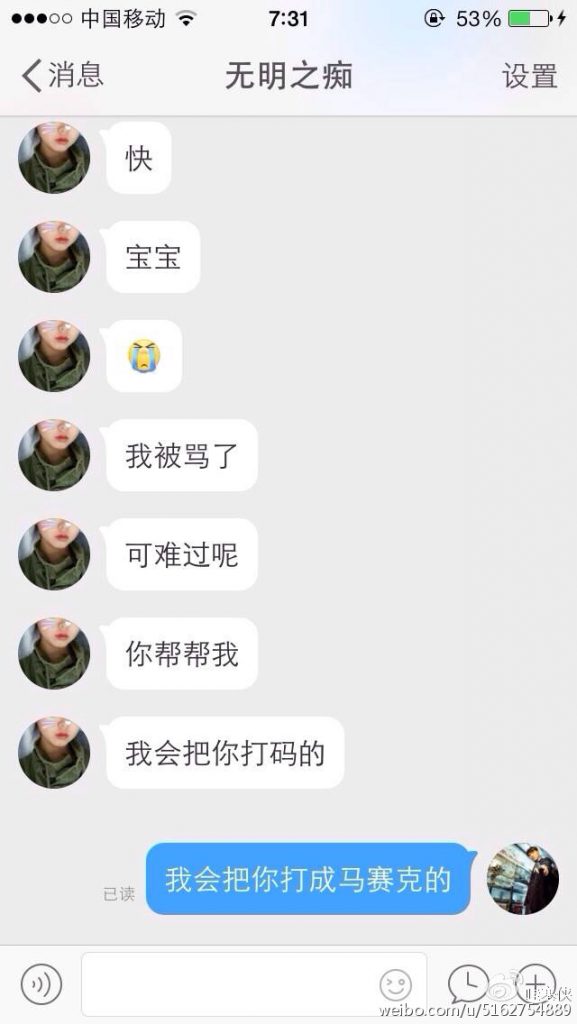 中国移动
7:31
53%
消息
无明之痴
设置
快
宝宝
我被骂了
可难过呢
你帮帮我
我会把你打码的
我会把你打成马赛克的
已读
weibo.com/u/5162754889